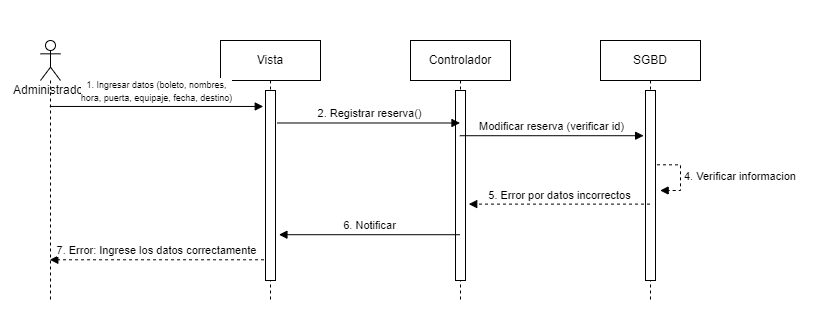 Vista
Controlador
SGBD
Administrado
1. Ingresar datos (boleto, nombres,
hora, puerta, equipaje, fecha, destino)
2. Registrar reserva()
Modificar reserva (verificar id)
4. Verificar informacion
5. Error por datos incorrectos
6. Notificar
7. Error: Ingrese los datos correctamente